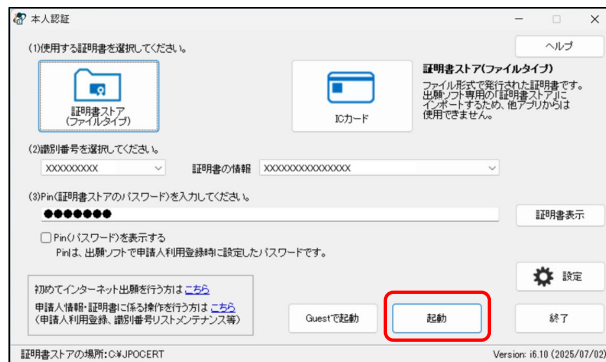 本人認証
(1)使用する証明書を選択してください。
ヘルプ
証明書ストア
(ファイルタイプ)
ICカード
証明書ストア(ファイルタイプ)
ファイル形式で発行された証明書です。
出願ソフト専用の「証明書ストア」に
インポートするため、他アプリからは
使用できません。
(2)識別番号を選択してください。
XXXXXXXXX
証明書の情報
XXXXXXXXXXXXXXX
(3)Pin(証明書ストアのパスワード)を入力してください。
●●●●●●●
証明書表示
Pin(パスワード)を表示する
Pinは、出願ソフトで申請人利用登録時に設定したパスワードです。
設定
初めてインターネット出願を行う方は こちら
申請人情報・証明書に係る操作を行う方は こちら
(申請人利用登録、識別番号リストメンテナンス等)
Guestで起動
起動
終了
証明書ストアの場所:C:¥JPOCERT
Version: i6.10 (2025/07/02)